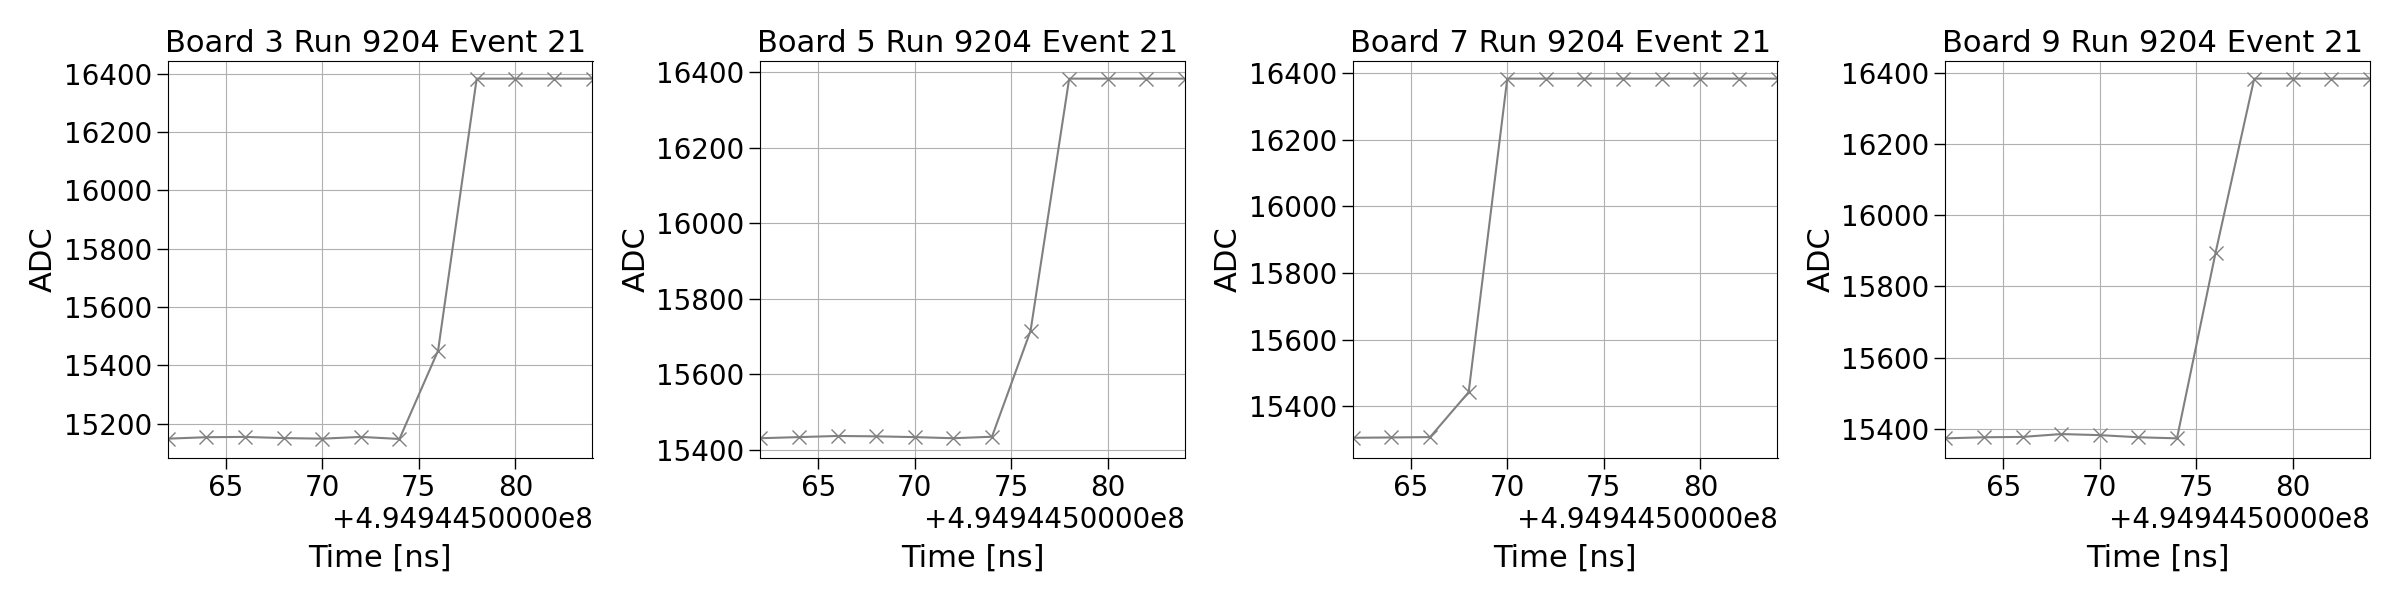 Board 3 Run 9204 Event 21
16400
16200
16000
15800
15600
15400
15200
ADC
65 70 75 80
+4.9494450000e8
Time [ns]
Board 5 Run 9204 Event 21
16400
16200
16000
15800
15600
15400
ADC
65 70 75 80
+4.9494450000e8
Time [ns]
Board 7 Run 9204 Event 21
16400
16200
16000
15800
15600
15400
ADC
65 70 75 80
+4.9494450000e8
Time [ns]
Board 9 Run 9204 Event 21
16400
16200
16000
15800
15600
15400
ADC
65 70 75 80
+4.9494450000e8
Time [ns]